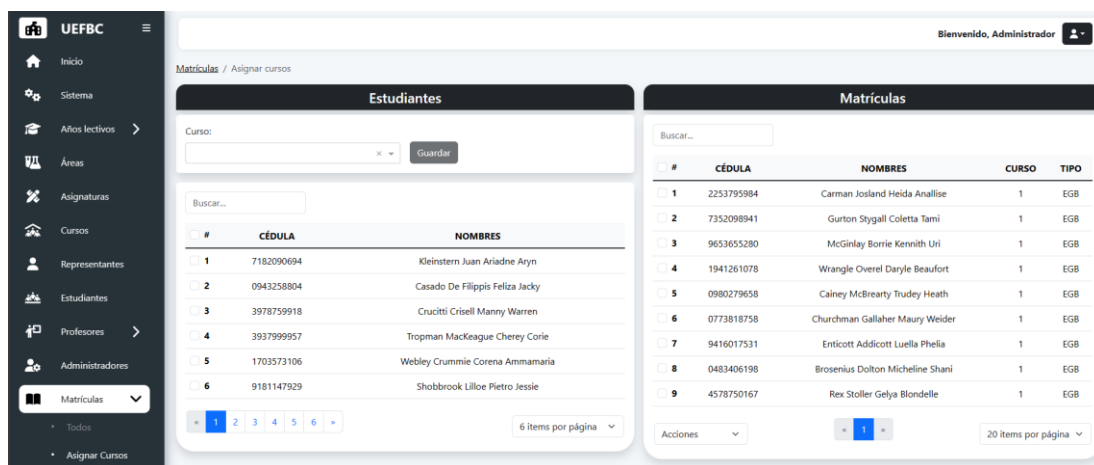 UEFBC
Inicio
Sistema
Años lectivos
Áreas
Asignaturas
Cursos
Representantes
Estudiantes
Profesores
Administradores
Matrículas
• Todos
• Asignar Cursos
Bienvenido, Administrador
Matrículas / Asignar cursos
Estudiantes
Curso:
Guardar
Buscar...
# CÉDULA NOMBRES
1 7182090694 Kleinstern Juan Ariadne Aryn
2 0943258804 Casado De Filippis Feliza Jacky
3 3978759918 Crucitti Crisell Manny Warren
4 3937999957 Tropman MacKeague Cherey Corie
5 1703573106 Webley Crummie Corena Ammamaria
6 9181147929 Shobbrook Lilloe Pietro Jessie
« 1 2 3 4 5 6 »
6 items por página
Matrículas
Buscar...
# CÉDULA NOMBRES CURSO TIPO
1 2253795984 Carman Josland Heida Anallise 1 EGB
2 7352098941 Gurton Stygall Coletta Tami 1 EGB
3 9653655280 McGinlay Borrie Kennith Uri 1 EGB
4 1941261078 Wrangle Overel Daryle Beaufort 1 EGB
5 0980279658 Cainey McBrearty Trudey Heath 1 EGB
6 0773818758 Churchman Gallaher Maury Weider 1 EGB
7 9416017531 Enticott Addicott Luella Phelia 1 EGB
8 0483406198 Brosenius Dolton Micheline Shani 1 EGB
9 4578750167 Rex Stoller Gelya Blondelle 1 EGB
Acciones
« 1 »
20 items por página